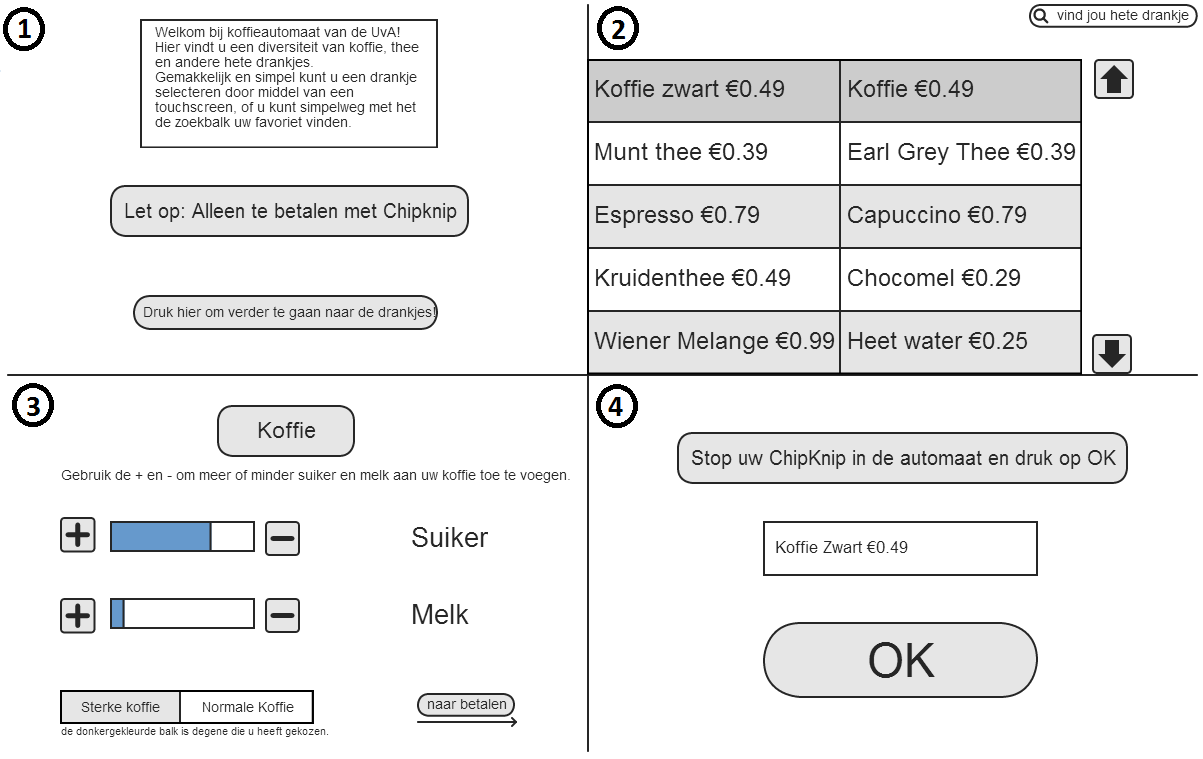 1
Welkom bij koffieautomaat van de UvA!
Hier vindt u een diversiteit van koffie, thee
en andere hete drankjes.
Gemakkelijk en simpel kunt u een drankje
selecteren door middel van een
touchscreen, of u kunt simpelweg met het
de zoekbalk uw favoriet vinden.
Let op: Alleen te betalen met Chipknip
Druk hier om verder te gaan naar de drankjes!
2
vind jou hete drankje
Koffie zwart €0.49 Koffie €0.49
Munt thee €0.39 Earl Grey Thee €0.39
Espresso €0.79 Capuccino €0.79
Kruidenthee €0.49 Chocomel €0.29
Wiener Melange €0.99 Heet water €0.25
3
Koffie
Gebruik de + en - om meer of minder suiker en melk aan uw koffie toe te voegen.
+ − Suiker
+ − Melk
Sterke koffie Normale Koffie
naar betalen
de donkergekleurde balk is degene die u heeft gekozen.
4
Stop uw ChipKnip in de automaat en druk op OK
Koffie Zwart €0.49
OK